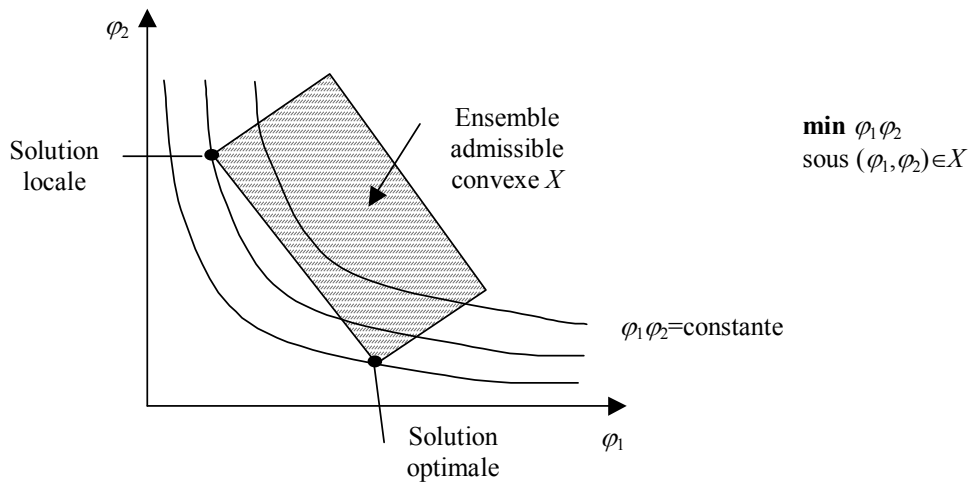 φ₂
Solution
locale
Ensemble
admissible
convexe X
min φ₁φ₂
sous (φ₁,φ₂)∈X
φ₁φ₂=constante
φ₁
Solution
optimale